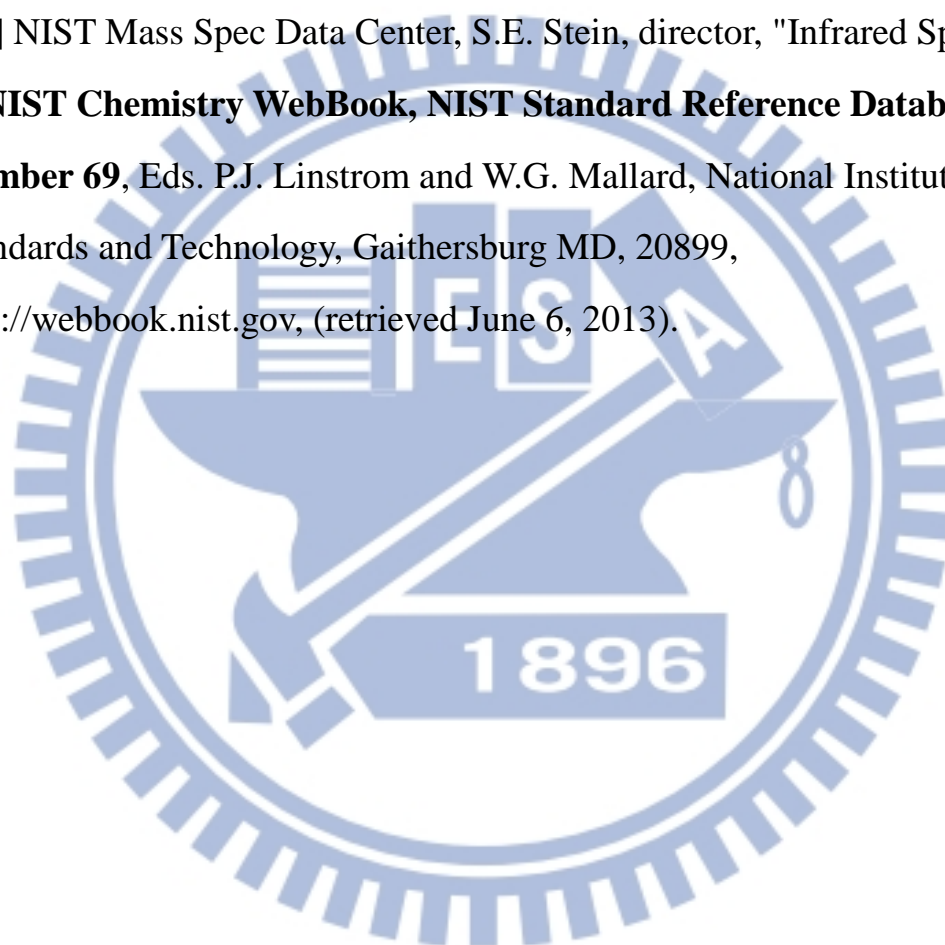 ] NIST Mass Spec Data Center, S.E. Stein, director, "Infrared Sp
NIST Chemistry WebBook, NIST Standard Reference Datab
mber 69, Eds. P.J. Linstrom and W.G. Mallard, National Institut
ndards and Technology, Gaithersburg MD, 20899,
://webbook.nist.gov, (retrieved June 6, 2013).
E S A
8
1896